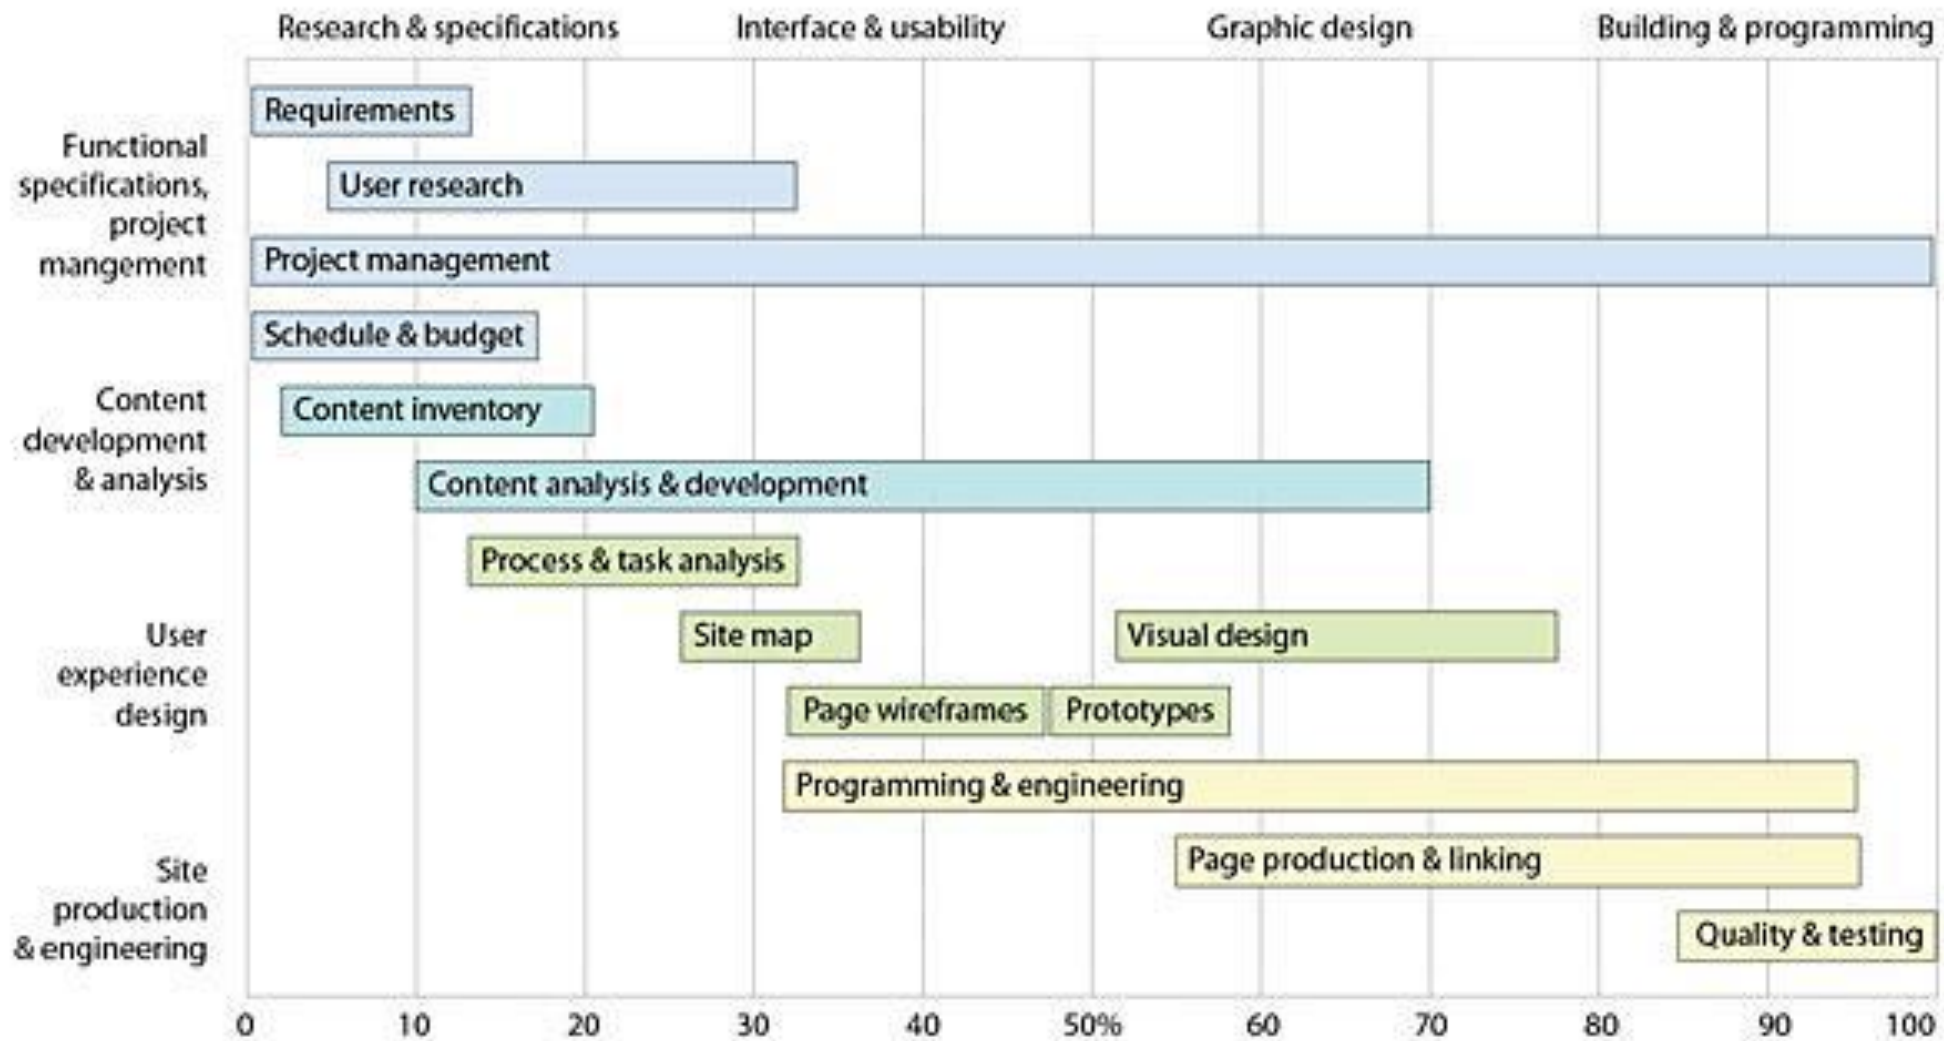 Research & specifications
Interface & usability
Graphic design
Building & programming
Functional
specifications,
project
mangement
Requirements
User research
Project management
Schedule & budget
Content
development
& analysis
Content inventory
Content analysis & development
User
experience
design
Process & task analysis
Site map
Visual design
Page wireframes
Prototypes
Site
production
& engineering
Programming & engineering
Page production & linking
Quality & testing
0 10 20 30 40 50% 60 70 80 90 100